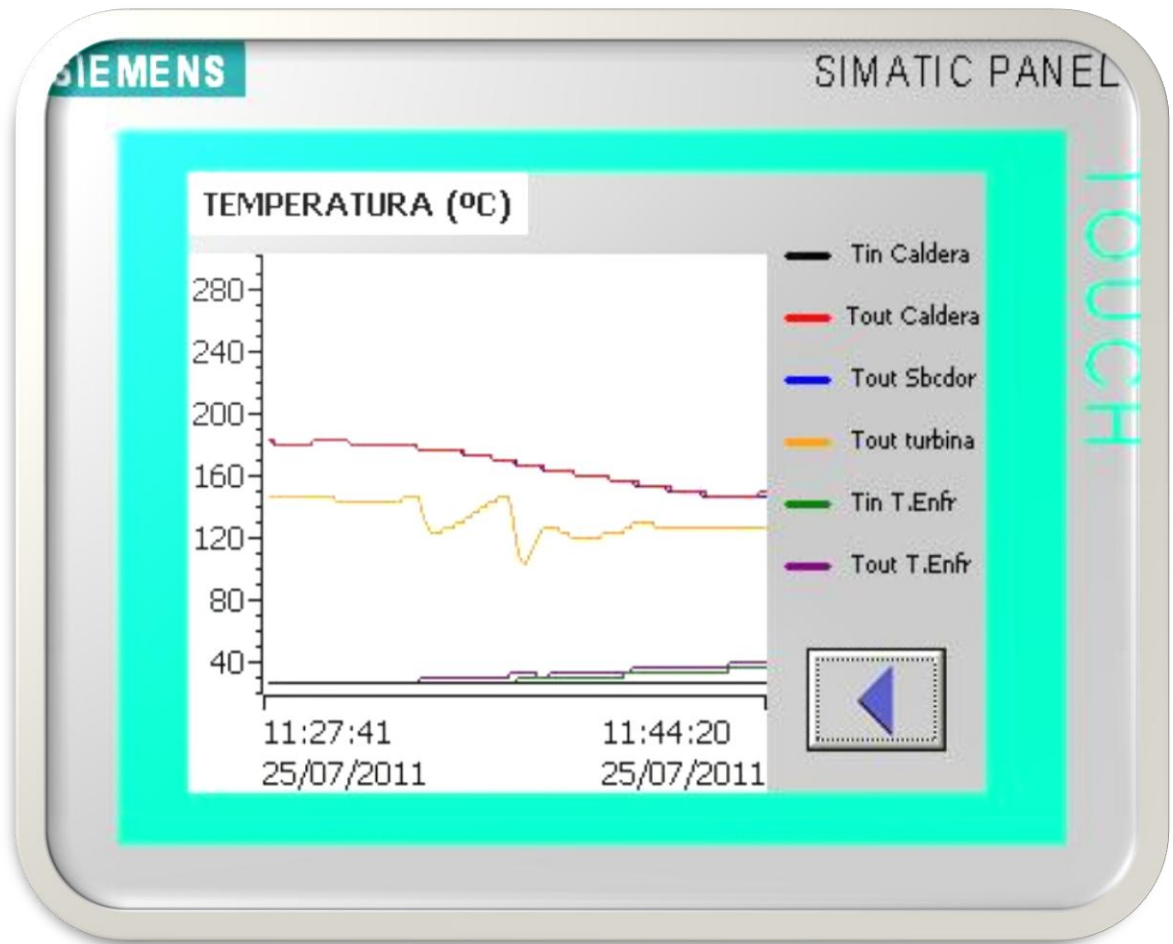 SIEMENS
SIMATIC PANEL
TOUCH
TEMPERATURA (ºC)
280
240
200
160
120
80
40
11:27:41
25/07/2011
11:44:20
25/07/2011
Tin Caldera
Tout Caldera
Tout Sbcdor
Tout turbina
Tin T.Enfr
Tout T.Enfr